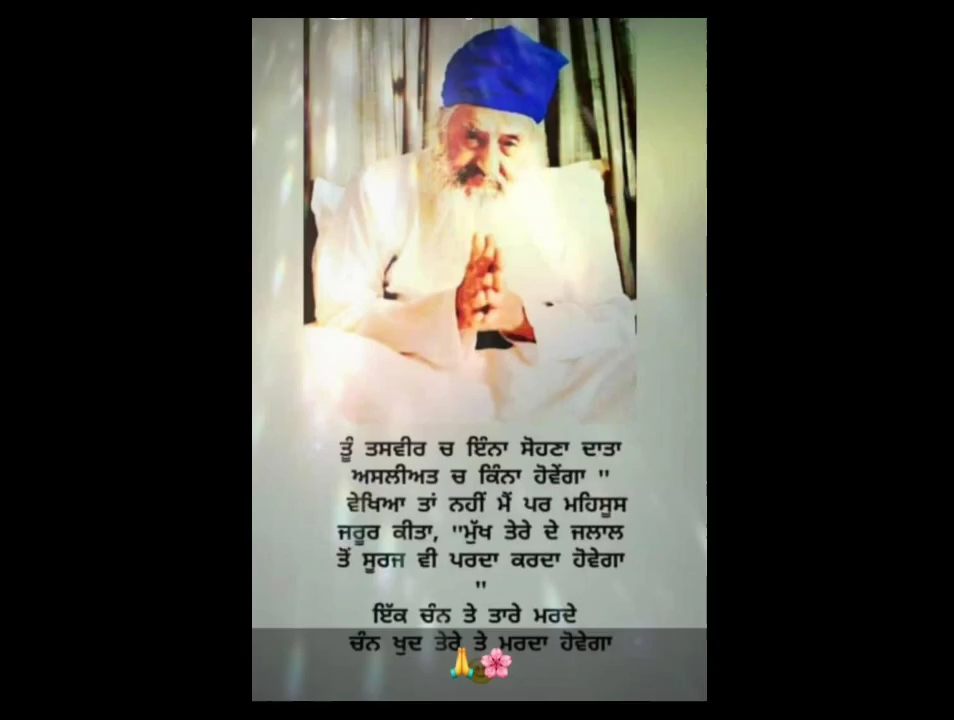 ਤੂੰ ਤਸਵੀਰ ਚ ਇੰਨਾ ਸੋਹਣਾ ਦਾਤਾ
ਅਸਲੀਅਤ ਚ ਕਿੰਨਾ ਹੋਵੇਂਗਾ "
ਵੇਖਿਆ ਤਾਂ ਨਹੀਂ ਮੈਂ ਪਰ ਮਹਿਸੂਸ
ਜਰੂਰ ਕੀਤਾ, "ਮੁੱਖ ਤੇਰੇ ਦੇ ਜਲਾਲ
ਤੋਂ ਸੂਰਜ ਵੀ ਪਰਦਾ ਕਰਦਾ ਹੋਵੇਗਾ
"
ਇੱਕ ਚੰਨ ਤੇ ਤਾਰੇ ਮਰਦੇ
ਚੰਨ ਖੁਦ ਤੇਰੇ ਤੇ ਮਰਦਾ ਹੋਵੇਗਾ
🙏🌸